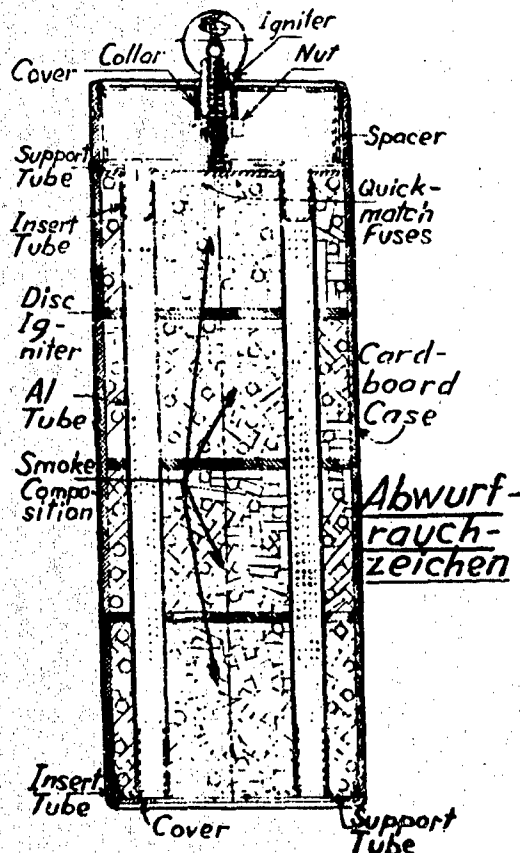 Igniter
Collar
Nut
Cover
Spacer
Support
Tube
Quick-
match
Fuses
Insert
Tube
Disc
Ig-
niter
Card-
board
Case
Al
Tube
Smoke
Compo-
sition
Abwurf-
rauch-
zeichen
Insert
Tube
Cover
Support
Tube